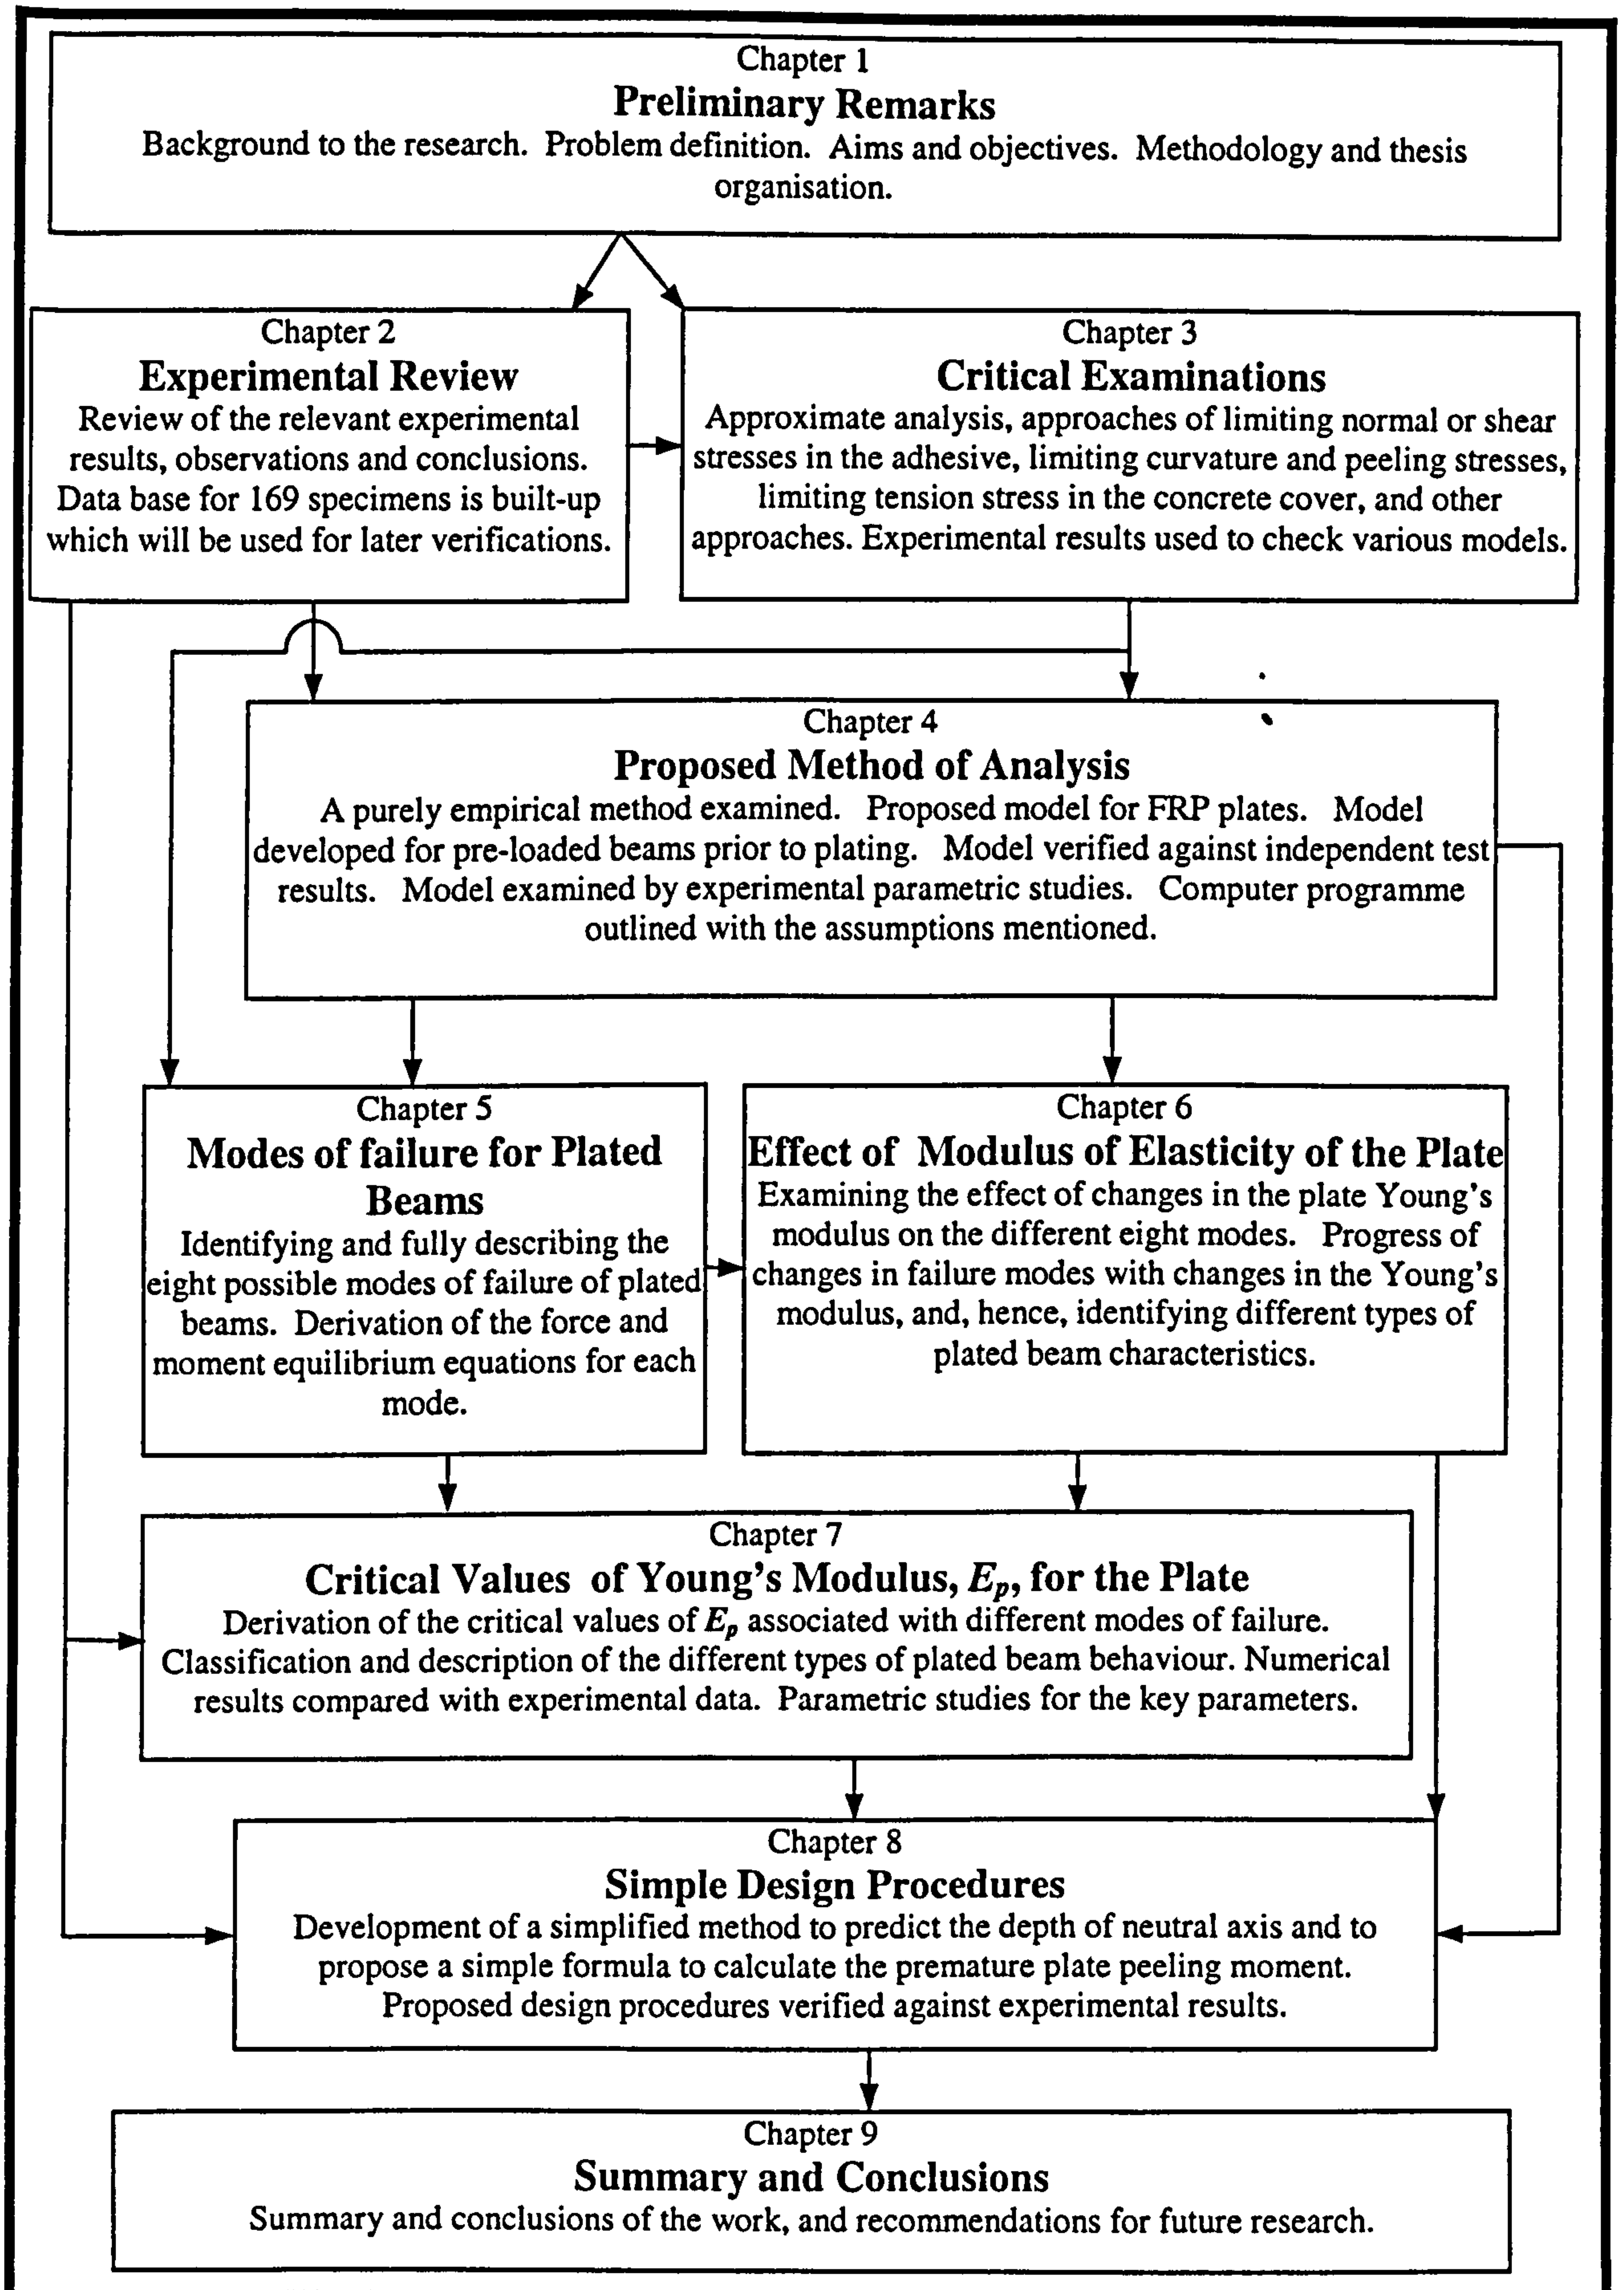 Chapter 1
Preliminary Remarks
Background to the research. Problem definition. Aims and objectives. Methodology and thesis
organisation.
Chapter 2
Experimental Review
Review of the relevant experimental
results, observations and conclusions.
Data base for 169 specimens is built-up
which will be used for later verifications.
Chapter 3
Critical Examinations
Approximate analysis, approaches of limiting normal or shear
stresses in the adhesive, limiting curvature and peeling stresses,
limiting tension stress in the concrete cover, and other
approaches. Experimental results used to check various models.
Chapter 4
Proposed Method of Analysis
A purely empirical method examined. Proposed model for FRP plates. Model
developed for pre-loaded beams prior to plating. Model verified against independent test
results. Model examined by experimental parametric studies. Computer programme
outlined with the assumptions mentioned.
Chapter 5
Modes of failure for Plated
Beams
Identifying and fully describing the
eight possible modes of failure of plated
beams. Derivation of the force and
moment equilibrium equations for each
mode.
Chapter 6
Effect of Modulus of Elasticity of the Plate
Examining the effect of changes in the plate Young's
modulus on the different eight modes. Progress of
changes in failure modes with changes in the Young's
modulus, and, hence, identifying different types of
plated beam characteristics.
Chapter 7
Critical Values of Young's Modulus, Ep, for the Plate
Derivation of the critical values of Ep associated with different modes of failure.
Classification and description of the different types of plated beam behaviour. Numerical
results compared with experimental data. Parametric studies for the key parameters.
Chapter 8
Simple Design Procedures
Development of a simplified method to predict the depth of neutral axis and to
propose a simple formula to calculate the premature plate peeling moment.
Proposed design procedures verified against experimental results.
Chapter 9
Summary and Conclusions
Summary and conclusions of the work, and recommendations for future research.